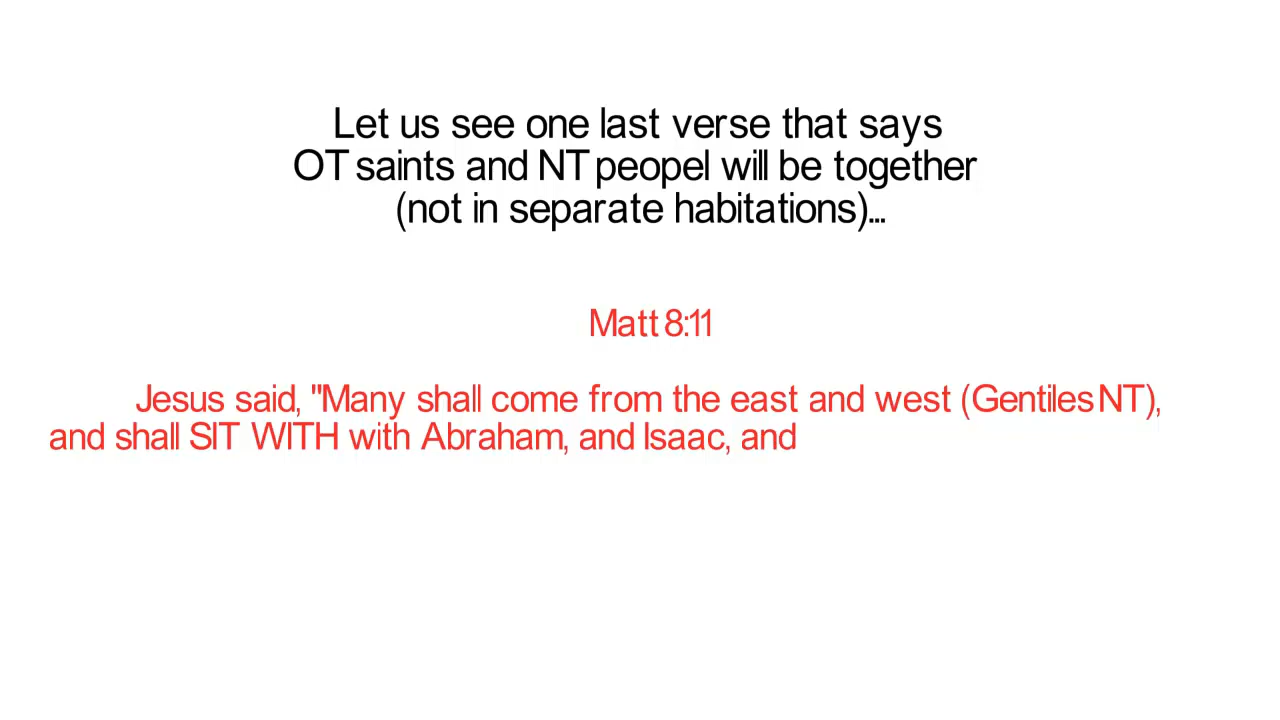 Let us see one last verse that says
OT saints and NT peopel will be together
(not in separate habitations)...
Matt 8:11
Jesus said, "Many shall come from the east and west (Gentiles NT),
and shall SIT WITH with Abraham, and Isaac, and